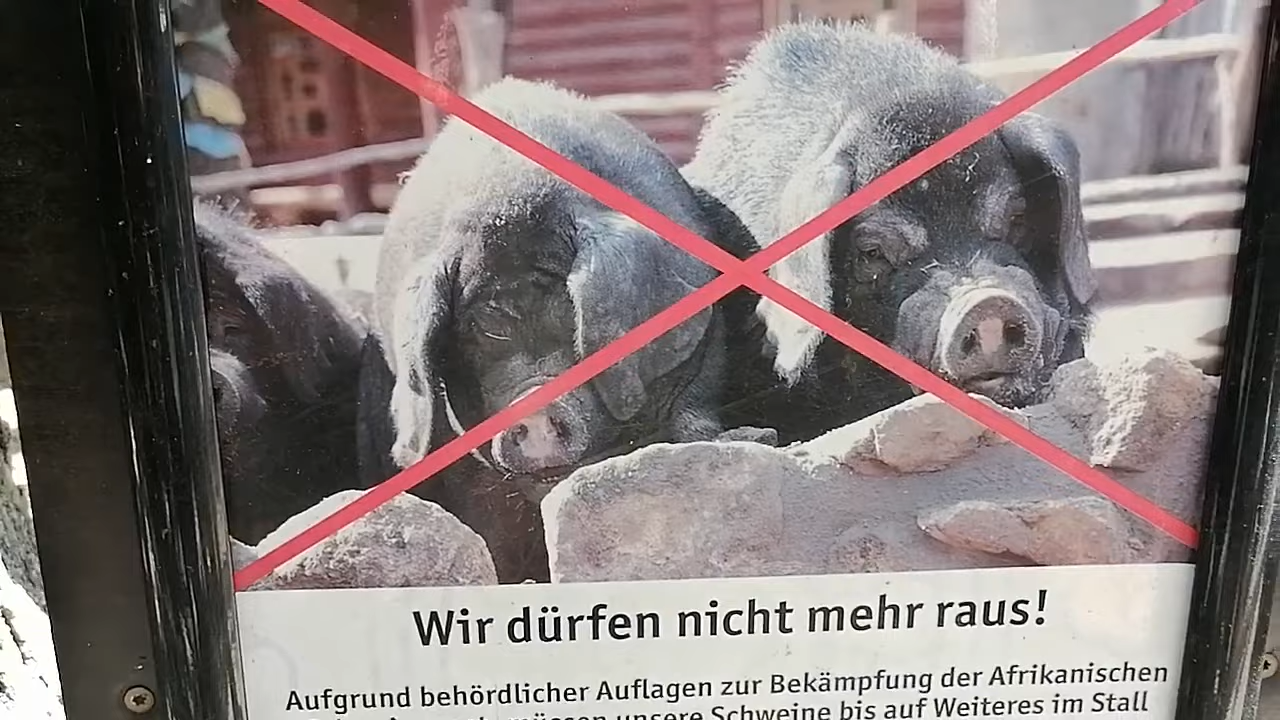 Wir dürfen nicht mehr raus!
Aufgrund behördlicher Auflagen zur Bekämpfung der Afrikanischen
müssen unsere Schweine bis auf Weiteres im Stall